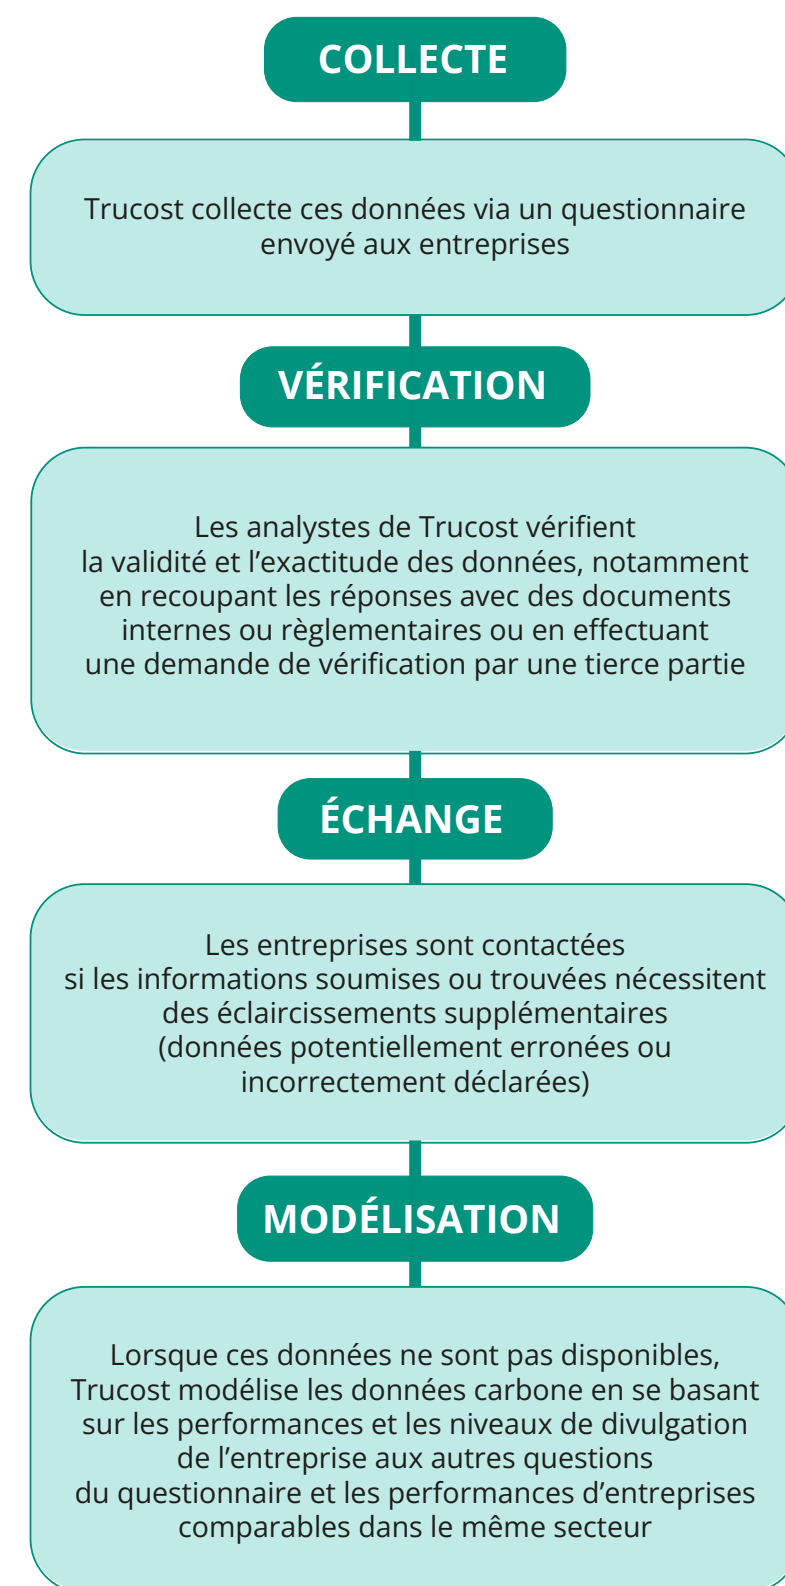 COLLECTE
Trucost collecte ces données via un questionnaire
envoyé aux entreprises
VÉRIFICATION
Les analystes de Trucost vérifient
la validité et l’exactitude des données, notamment
en recoupant les réponses avec des documents
internes ou règlementaires ou en effectuant
une demande de vérification par une tierce partie
ÉCHANGE
Les entreprises sont contactées
si les informations soumises ou trouvées nécessitent
des éclaircissements supplémentaires
(données potentiellement erronées ou
incorrectement déclarées)
MODÉLISATION
Lorsque ces données ne sont pas disponibles,
Trucost modélise les données carbone en se basant
sur les performances et les niveaux de divulgation
de l’entreprise aux autres questions
du questionnaire et les performances d’entreprises
comparables dans le même secteur